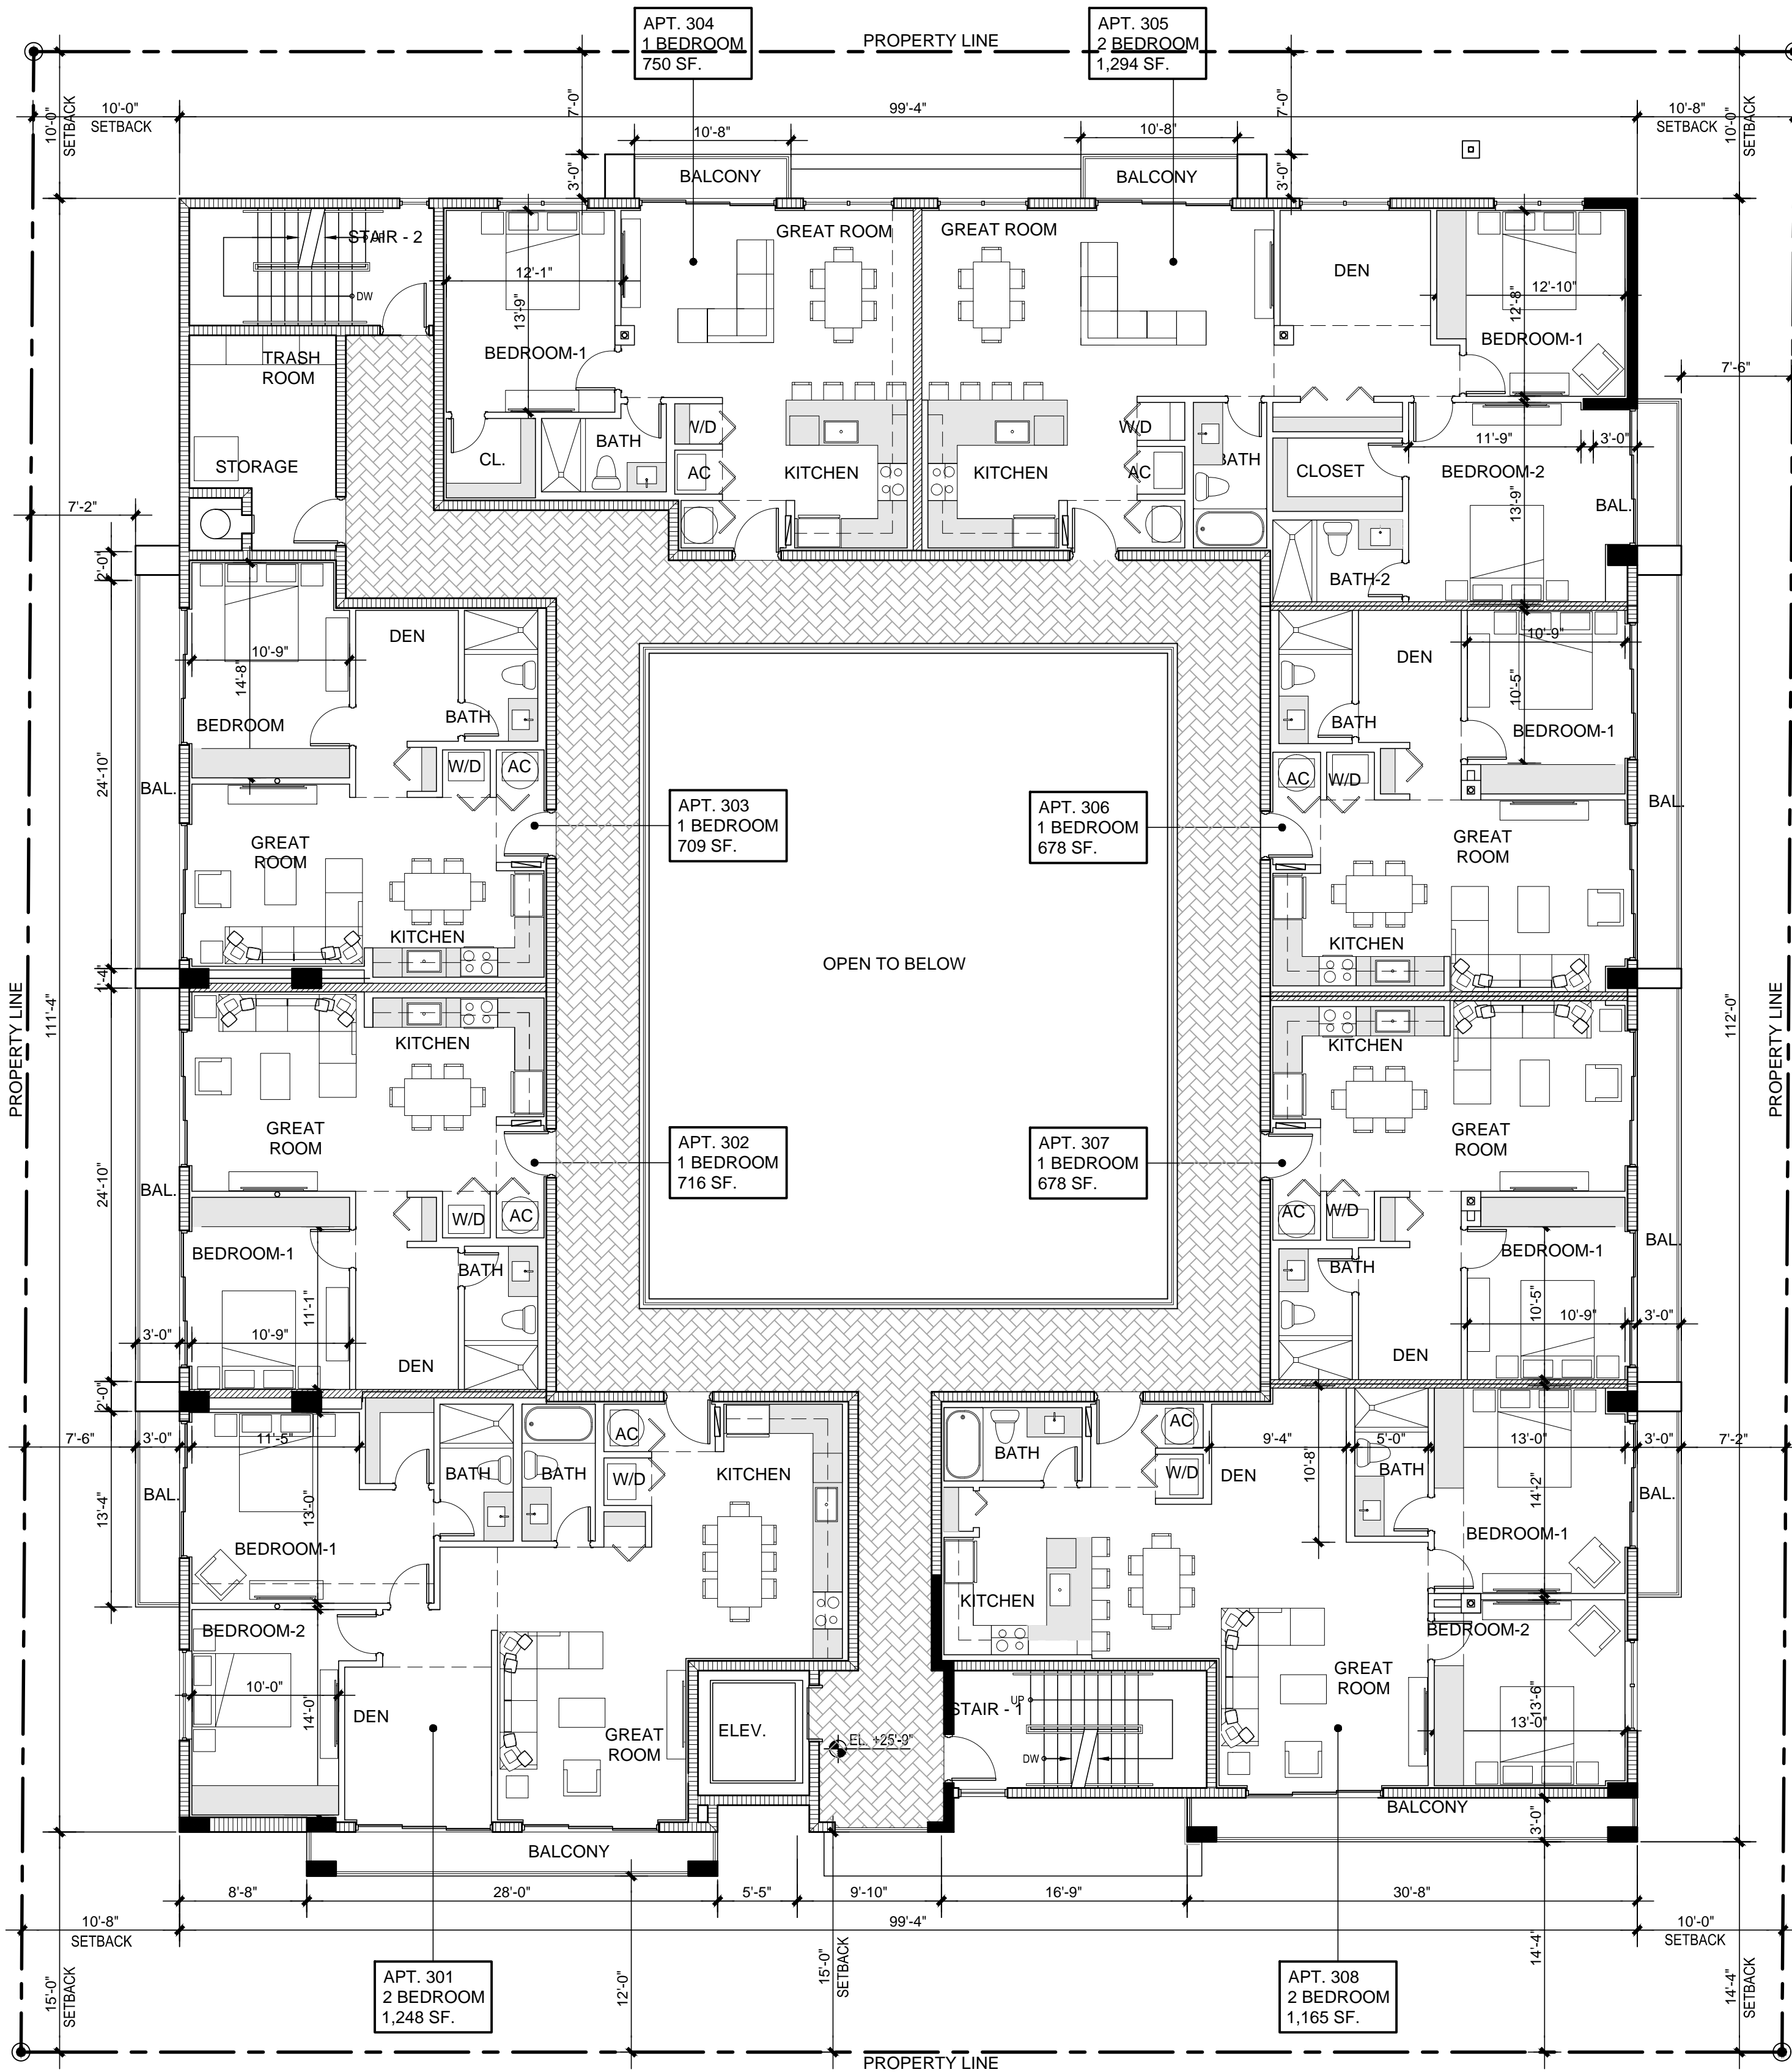 APT. 304
1 BEDROOM
750 SF.
APT. 305
2 BEDROOM
1,294 SF.
PROPERTY LINE
10'-0"
SETBACK
10'-0"
SETBACK
7'-0"
99'-4"
7'-0"
10'-8"
SETBACK
10'-0"
SETBACK
10'-8"
10'-8"
3'-0"
BALCONY
BALCONY
3'-0"
STAIR - 2
UP
DW
GREAT ROOM
GREAT ROOM
DEN
12'-1"
13'-9"
BEDROOM-1
12'-8"
12'-10"
BEDROOM-1
TRASH
ROOM
7'-6"
W/D
BATH
CL.
AC
KITCHEN
KITCHEN
W/D
AC
BATH
CLOSET
11'-9"
3'-0"
BEDROOM-2
13'-9"
BAL.
STORAGE
7'-2"
2'-0"
BATH-2
DEN
10'-9"
14'-8"
BEDROOM
BATH
W/D
AC
24'-10"
BAL.
DEN
10'-9"
10'-5"
BATH
BEDROOM-1
AC
W/D
BAL.
APT. 303
1 BEDROOM
709 SF.
APT. 306
1 BEDROOM
678 SF.
GREAT
ROOM
GREAT
ROOM
KITCHEN
KITCHEN
OPEN TO BELOW
1'-4"
111'-4"
PROPERTY LINE
112'-0"
PROPERTY LINE
KITCHEN
KITCHEN
GREAT
ROOM
GREAT
ROOM
APT. 302
1 BEDROOM
716 SF.
APT. 307
1 BEDROOM
678 SF.
24'-10"
BAL.
W/D
AC
AC
W/D
BEDROOM-1
BATH
BATH
BEDROOM-1
BAL.
11'-1"
10'-5"
3'-0"
10'-9"
10'-9"
3'-0"
DEN
DEN
2'-0"
7'-6"
3'-0"
11'-5"
AC
AC
BATH
9'-4"
5'-0"
13'-0"
3'-0"
7'-2"
BATH
BATH
W/D
KITCHEN
W/D
DEN
10'-8"
BATH
14'-2"
BAL.
BAL.
13'-4"
13'-0"
BEDROOM-1
BEDROOM-1
KITCHEN
BEDROOM-2
BEDROOM-2
10'-0"
14'-0"
DEN
GREAT
ROOM
ELEV.
EL. +25'-9"
STAIR - 1
UP
DW
GREAT
ROOM
13'-6"
13'-0"
BALCONY
3'-0"
BALCONY
8'-8"
28'-0"
5'-5"
9'-10"
16'-9"
30'-8"
10'-8"
SETBACK
99'-4"
10'-0"
SETBACK
15'-0"
SETBACK
APT. 301
2 BEDROOM
1,248 SF.
12'-0"
15'-0"
SETBACK
APT. 308
2 BEDROOM
1,165 SF.
14'-4"
14'-4"
SETBACK
PROPERTY LINE